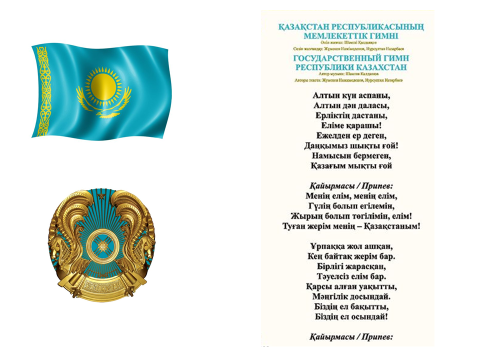 ҚАЗАҚСТАН РЕСПУБЛИКАСЫНЫҢ
МЕМЛЕКЕТТІК ГИМНІ
Әнін жазған: Шәмші Қалдаяқов
Сөзін жазғандар: Жұмекен Нәжімеденов, Нұрсұлтан Назарбаев
ГОСУДАРСТВЕННЫЙ ГИМН
РЕСПУБЛИКИ КАЗАХСТАН
Автор музыки: Шамши Калдаяков
Авторы текста: Жумекен Нажимеденов, Нурсултан Назарбаев
Алтын күн аспаны,
Алтын дән даласы,
Ерліктің дастаны,
Еліме қарашы!
Ежелден ер деген,
Даңқымыз шықты ғой!
Намысын бермеген,
Қазағым мықты ғой
Қайырмасы / Припев:
Менің елім, менің елім,
Гүлің болып егілемін,
Жырың болып төгілімін, елім!
Туған жерім менің – Қазақстаным!
Ұрпаққа жол ашқан,
Кең байтақ жерім бар.
Бірлігі жарасқан,
Тәуелсіз елім бар.
Қарсы алған уақытты,
Мәңгілік досындай.
Біздің ел бақытты,
Біздің ел осындай!
Қайырмасы / Припев: